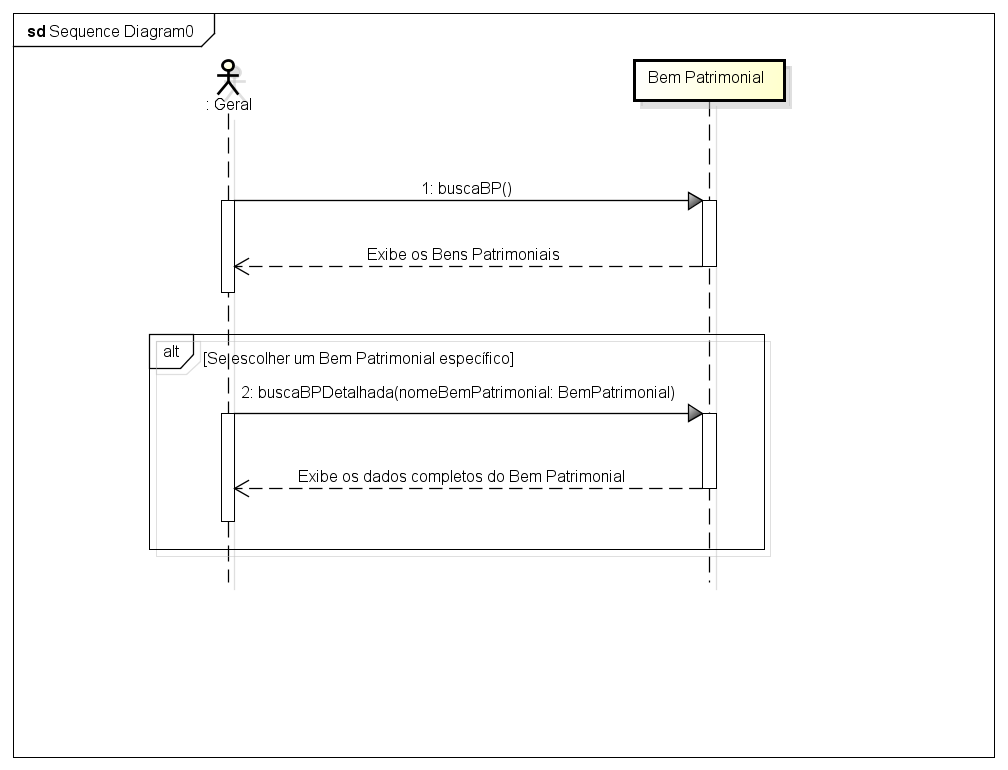 sd Sequence Diagram0
: Geral
Bem Patrimonial
1: buscaBP()
Exibe os Bens Patrimoniais
alt
[Se escolher um Bem Patrimonial específico]
2: buscaBPDetalhada(nomeBemPatrimonial: BemPatrimonial)
Exibe os dados completos do Bem Patrimonial